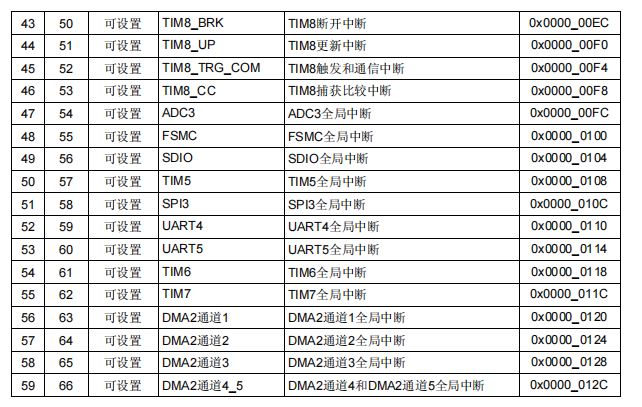 43 50 可设置 TIM8_BRK TIM8断开中断 0x0000_00EC
44 51 可设置 TIM8_UP TIM8更新中断 0x0000_00F0
45 52 可设置 TIM8_TRG_COM TIM8触发和通信中断 0x0000_00F4
46 53 可设置 TIM8_CC TIM8捕获比较中断 0x0000_00F8
47 54 可设置 ADC3 ADC3全局中断 0x0000_00FC
48 55 可设置 FSMC FSMC全局中断 0x0000_0100
49 56 可设置 SDIO SDIO全局中断 0x0000_0104
50 57 可设置 TIM5 TIM5全局中断 0x0000_0108
51 58 可设置 SPI3 SPI3全局中断 0x0000_010C
52 59 可设置 UART4 UART4全局中断 0x0000_0110
53 60 可设置 UART5 UART5全局中断 0x0000_0114
54 61 可设置 TIM6 TIM6全局中断 0x0000_0118
55 62 可设置 TIM7 TIM7全局中断 0x0000_011C
56 63 可设置 DMA2通道1 DMA2通道1全局中断 0x0000_0120
57 64 可设置 DMA2通道2 DMA2通道2全局中断 0x0000_0124
58 65 可设置 DMA2通道3 DMA2通道3全局中断 0x0000_0128
59 66 可设置 DMA2通道4_5 DMA2通道4和DMA2通道5全局中断 0x0000_012C